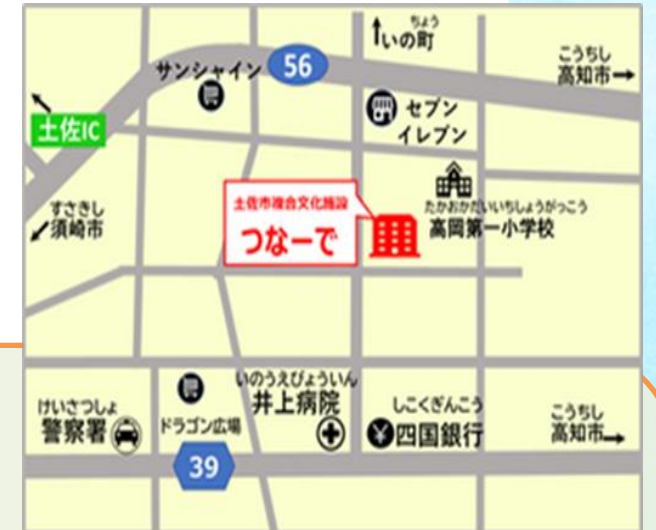 ちょう
↑いの町
こうちし
高知市→
サンシャイン
56
セブン
イレブン
土佐IC
たかおかだいいちしょうがっこう
高岡第一小学校
すさきし
須崎市
土佐市複合文化施設
つなーで
いのうえびょういん
井上病院
けいさつしょ
警察署
ドラゴン広場
しこくぎんこう
四国銀行
こうちし
高知市→
39